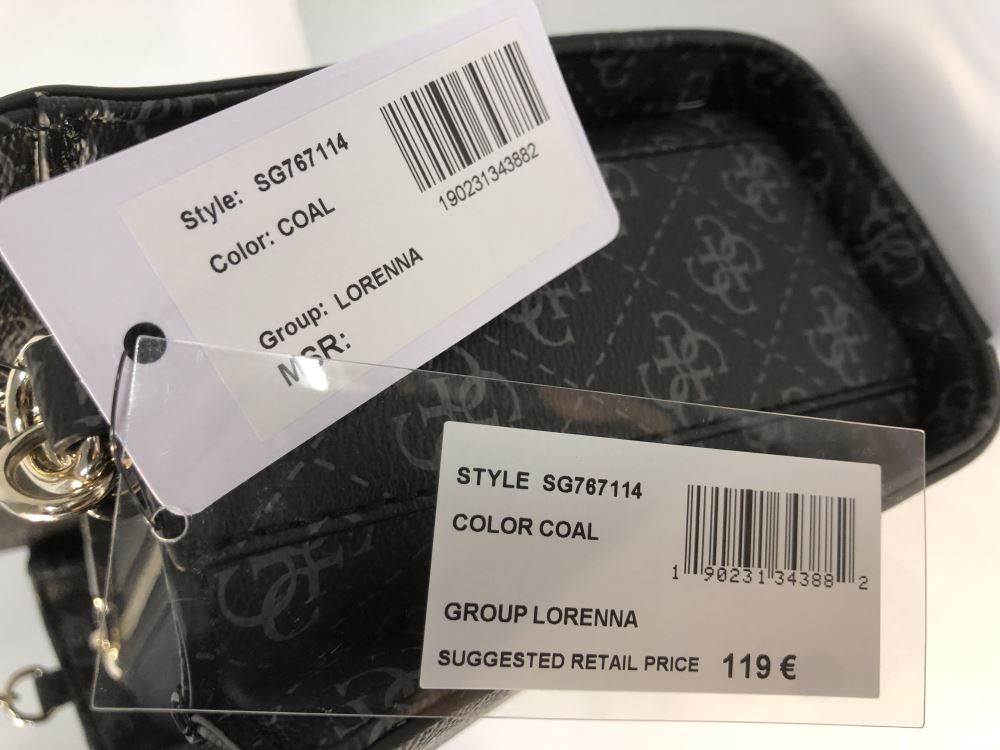 Style: SG767114
Color: COAL
190231343882
Group: LORENNA
MSR:
STYLE SG767114
COLOR COAL
1 90231 34388 2
GROUP LORENNA
SUGGESTED RETAIL PRICE 119 €